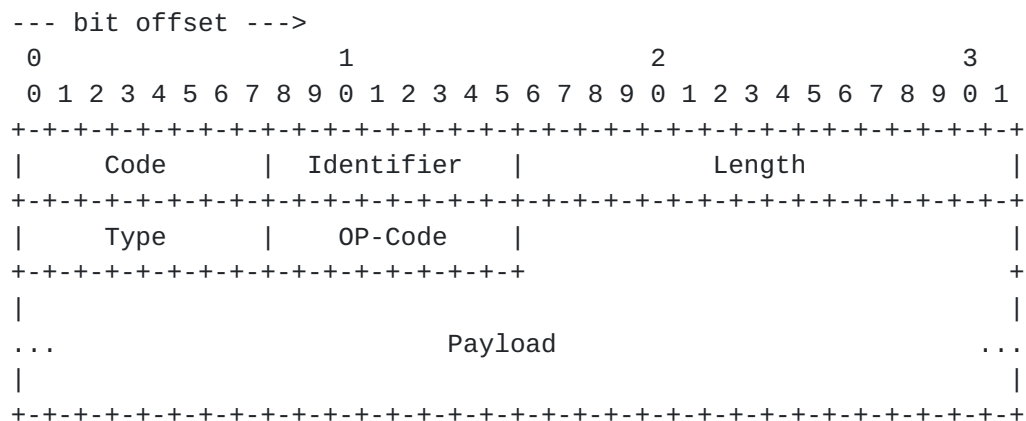 --- bit offset --->
 0                   1                   2                   3
 0 1 2 3 4 5 6 7 8 9 0 1 2 3 4 5 6 7 8 9 0 1 2 3 4 5 6 7 8 9 0 1
+-+-+-+-+-+-+-+-+-+-+-+-+-+-+-+-+-+-+-+-+-+-+-+-+-+-+-+-+-+-+-+-+
|     Code      |  Identifier   |            Length             |
+-+-+-+-+-+-+-+-+-+-+-+-+-+-+-+-+-+-+-+-+-+-+-+-+-+-+-+-+-+-+-+-+
|     Type      |    OP-Code    |                               |
+-+-+-+-+-+-+-+-+-+-+-+-+-+-+-+-+                               +
|                                                               |
...                         Payload                           ...
|                                                               |
+-+-+-+-+-+-+-+-+-+-+-+-+-+-+-+-+-+-+-+-+-+-+-+-+-+-+-+-+-+-+-+-+